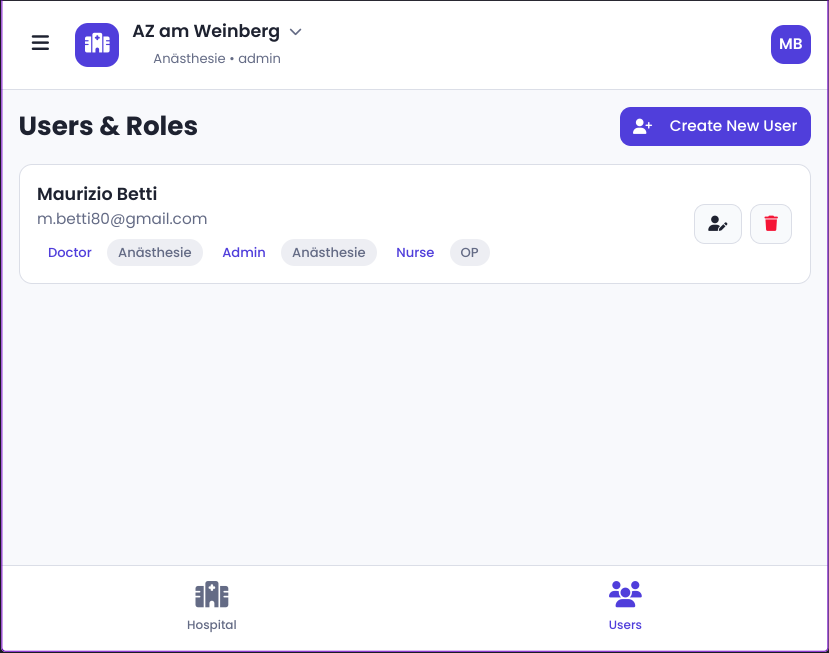 AZ am Weinberg
Anästhesie • admin
MB
Users & Roles
Create New User
Maurizio Betti
m.betti80@gmail.com
Doctor Anästhesie Admin Anästhesie Nurse OP
Hospital
Users